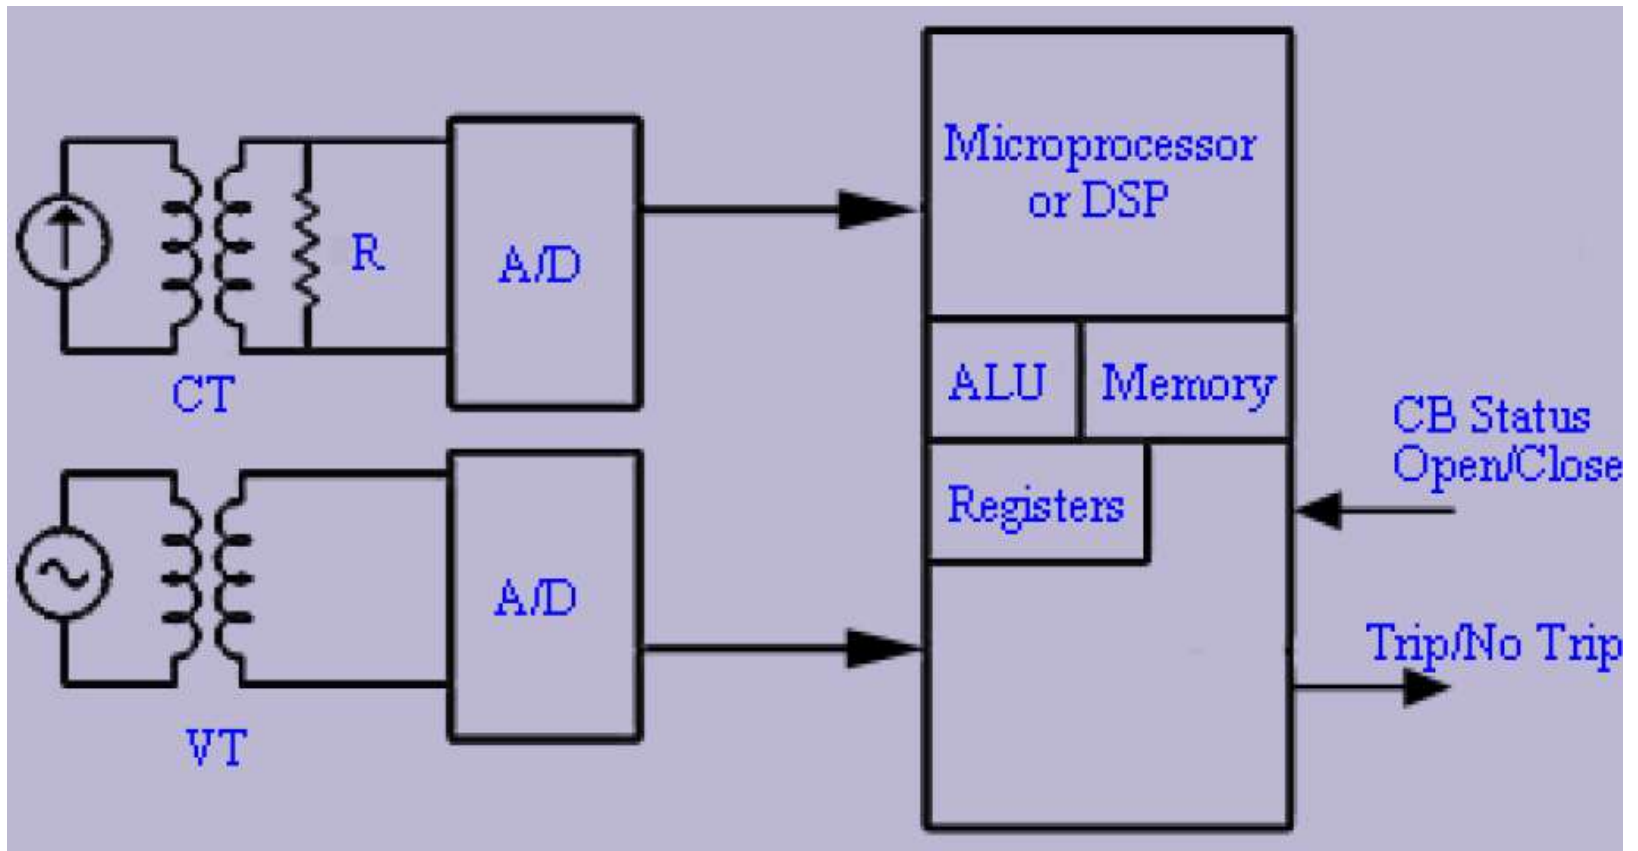 Microprocessor
or DSP
R
A/D
CT
ALU
Memory
CB Status
Open/Close
Registers
A/D
Trip/No Trip
VT